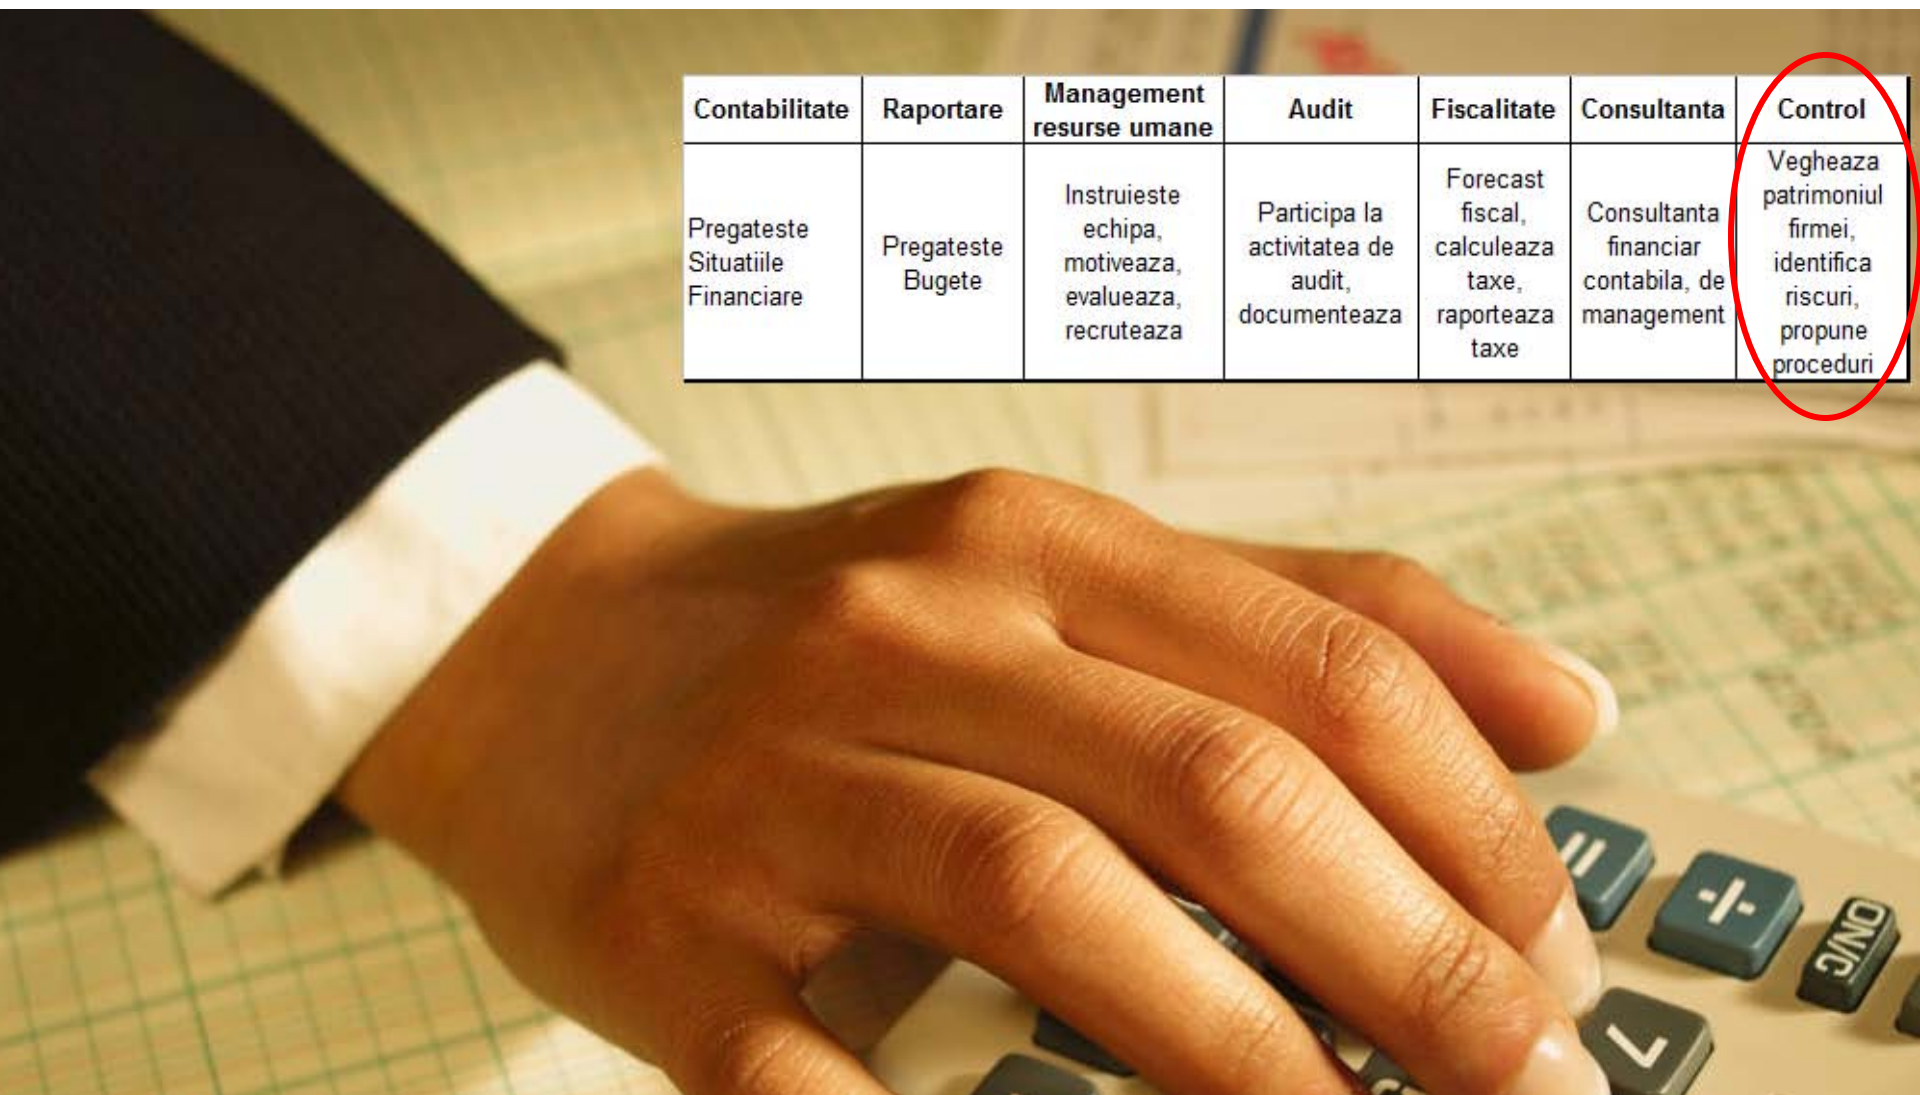 Contabilitate
Raportare
Management
resurse umane
Audit
Fiscalitate
Consultanta
Control
Pregateste
Situatiile
Financiare
Pregateste
Bugete
Instruieste
echipa,
motiveaza,
evalueaza,
recruteaza
Participa la
activitatea de
audit,
documenteaza
Forecast
fiscal,
calculeaza
taxe,
raporteaza
taxe
Consultanta
financiar
contabila, de
management
Vegheaza
patrimoniul
firmei,
identifica
riscuri,
propune
proceduri
=
÷
ON/C
7